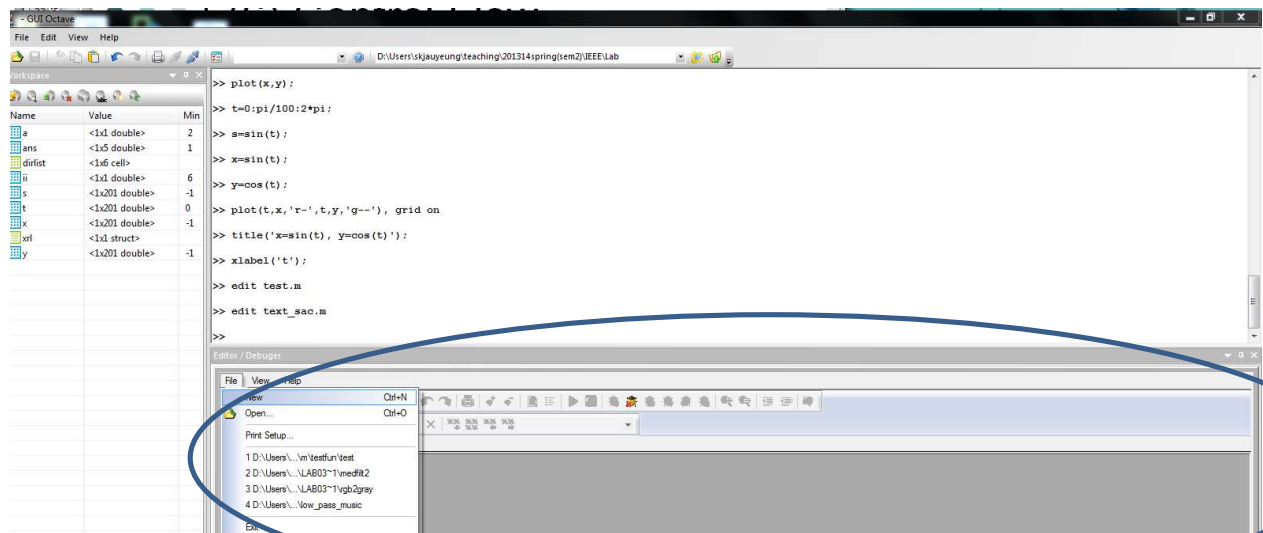 - GUI Octave
File Edit View Help
D:\Users\skjauyeung\teaching\201314spring(sem2)\IEEE\Lab
Workspace
Name Value Min
a <1x1 double> 2
ans <1x5 double> 1
dirlist <1x6 cell>
ii <1x1 double> 6
s <1x201 double> -1
t <1x201 double> 0
x <1x201 double> -1
xrl <1x1 struct>
y <1x201 double> -1
>> plot(x,y);
>> t=0:pi/100:2*pi;
>> s=sin(t);
>> x=sin(t);
>> y=cos(t);
>> plot(t,x,'r-',t,y,'g--'), grid on
>> title('x=sin(t), y=cos(t)');
>> xlabel('t');
>> edit test.m
>> edit text_sac.m
>>
Editor / Debuger
File View Help
New Ctrl+N
Open... Ctrl+O
Print Setup...
1 D:\Users\...\m\testfun\test
2 D:\Users\...\LAB03~1\medfilt2
3 D:\Users\...\LAB03~1\rgb2gray
4 D:\Users\...\low_pass_music
Exit